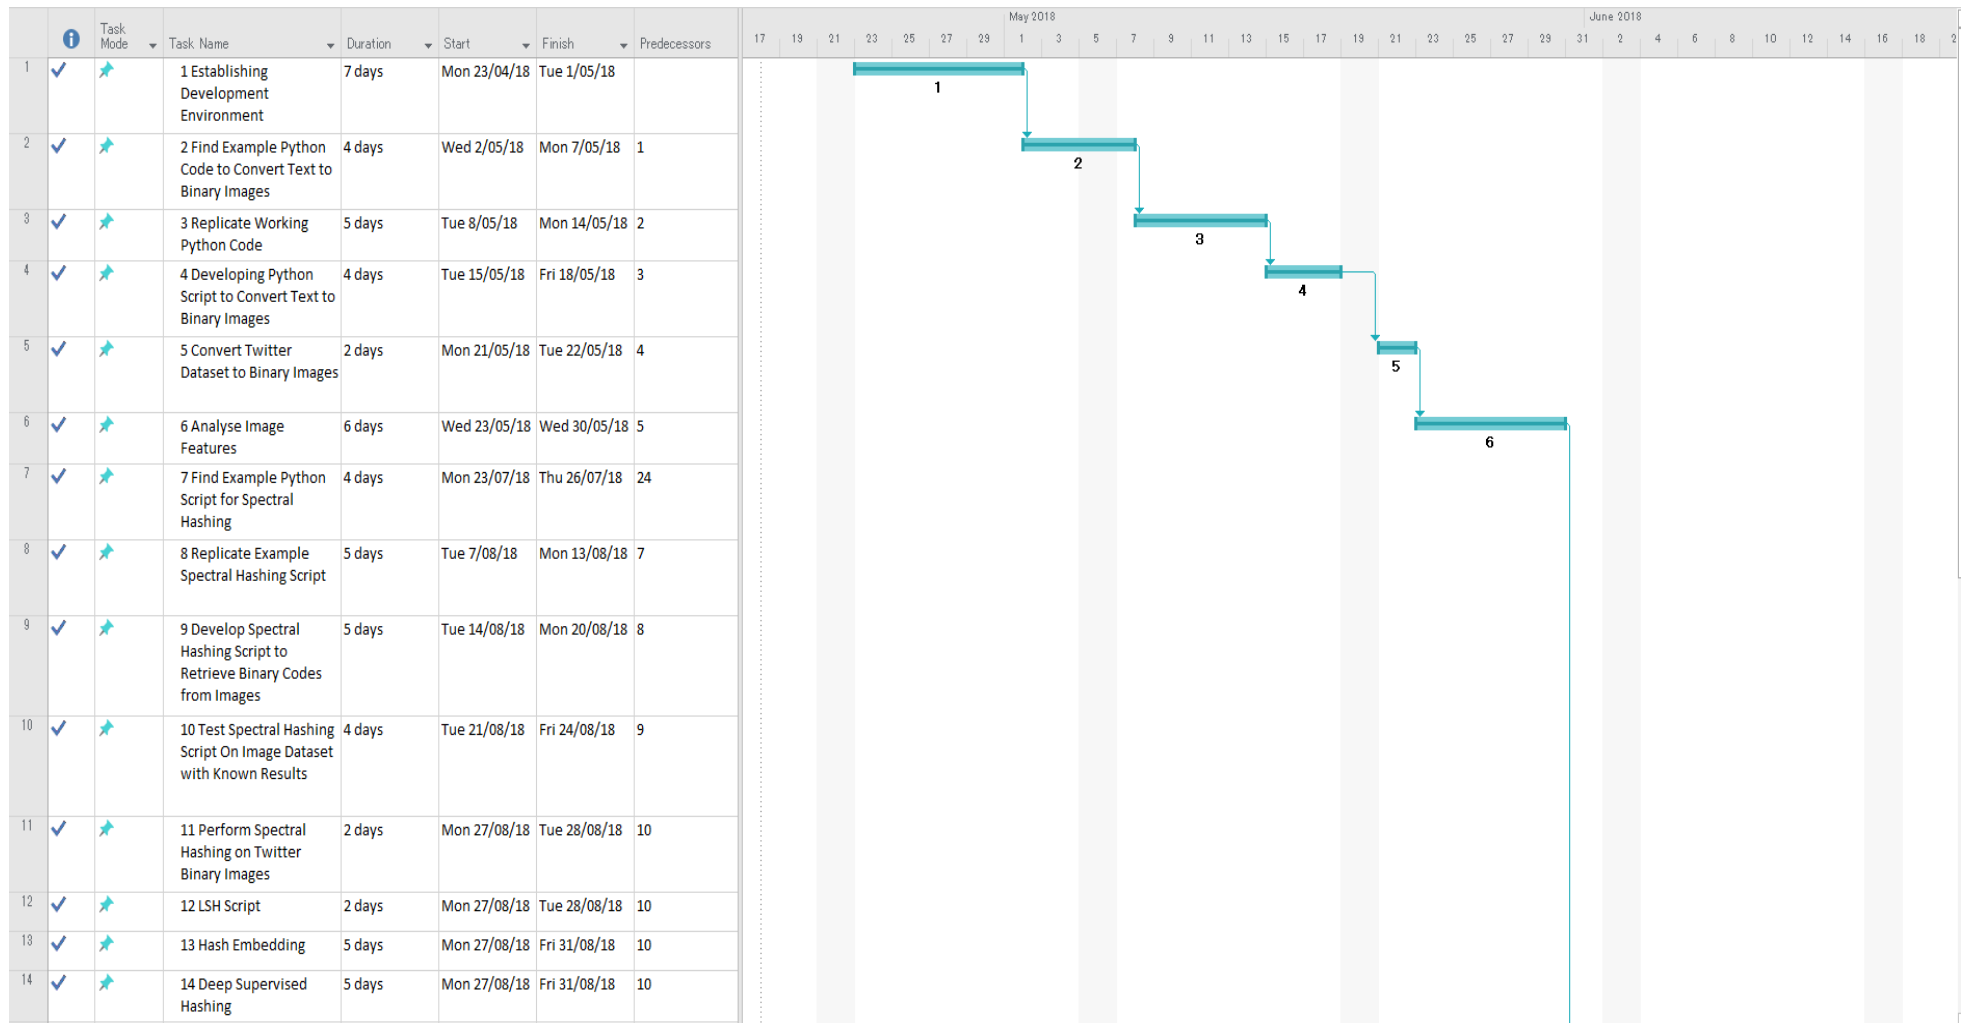 May 2018
June 2018
Task
Mode
Task Name
Duration
Start
Finish
Predecessors
17 19 21 23 25 27 29 1 3 5 7 9 11 13 15 17 19 21 23 25 27 29 31 2 4 6 8 10 12 14 16 18
1
1 Establishing
Development
Environment
7 days
Mon 23/04/18
Tue 1/05/18
1
2
2 Find Example Python
Code to Convert Text to
Binary Images
4 days
Wed 2/05/18
Mon 7/05/18
1
2
3
3 Replicate Working
Python Code
5 days
Tue 8/05/18
Mon 14/05/18
2
3
4
4 Developing Python
Script to Convert Text to
Binary Images
4 days
Tue 15/05/18
Fri 18/05/18
3
4
5
5 Convert Twitter
Dataset to Binary Images
2 days
Mon 21/05/18
Tue 22/05/18
4
5
6
6 Analyse Image
Features
6 days
Wed 23/05/18
Wed 30/05/18
5
6
7
7 Find Example Python
Script for Spectral
Hashing
4 days
Mon 23/07/18
Thu 26/07/18
24
8
8 Replicate Example
Spectral Hashing Script
5 days
Tue 7/08/18
Mon 13/08/18
7
9
9 Develop Spectral
Hashing Script to
Retrieve Binary Codes
from Images
5 days
Tue 14/08/18
Mon 20/08/18
8
10
10 Test Spectral Hashing
Script On Image Dataset
with Known Results
4 days
Tue 21/08/18
Fri 24/08/18
9
11
11 Perform Spectral
Hashing on Twitter
Binary Images
2 days
Mon 27/08/18
Tue 28/08/18
10
12
12 LSH Script
2 days
Mon 27/08/18
Tue 28/08/18
10
13
13 Hash Embedding
5 days
Mon 27/08/18
Fri 31/08/18
10
14
14 Deep Supervised
Hashing
5 days
Mon 27/08/18
Fri 31/08/18
10